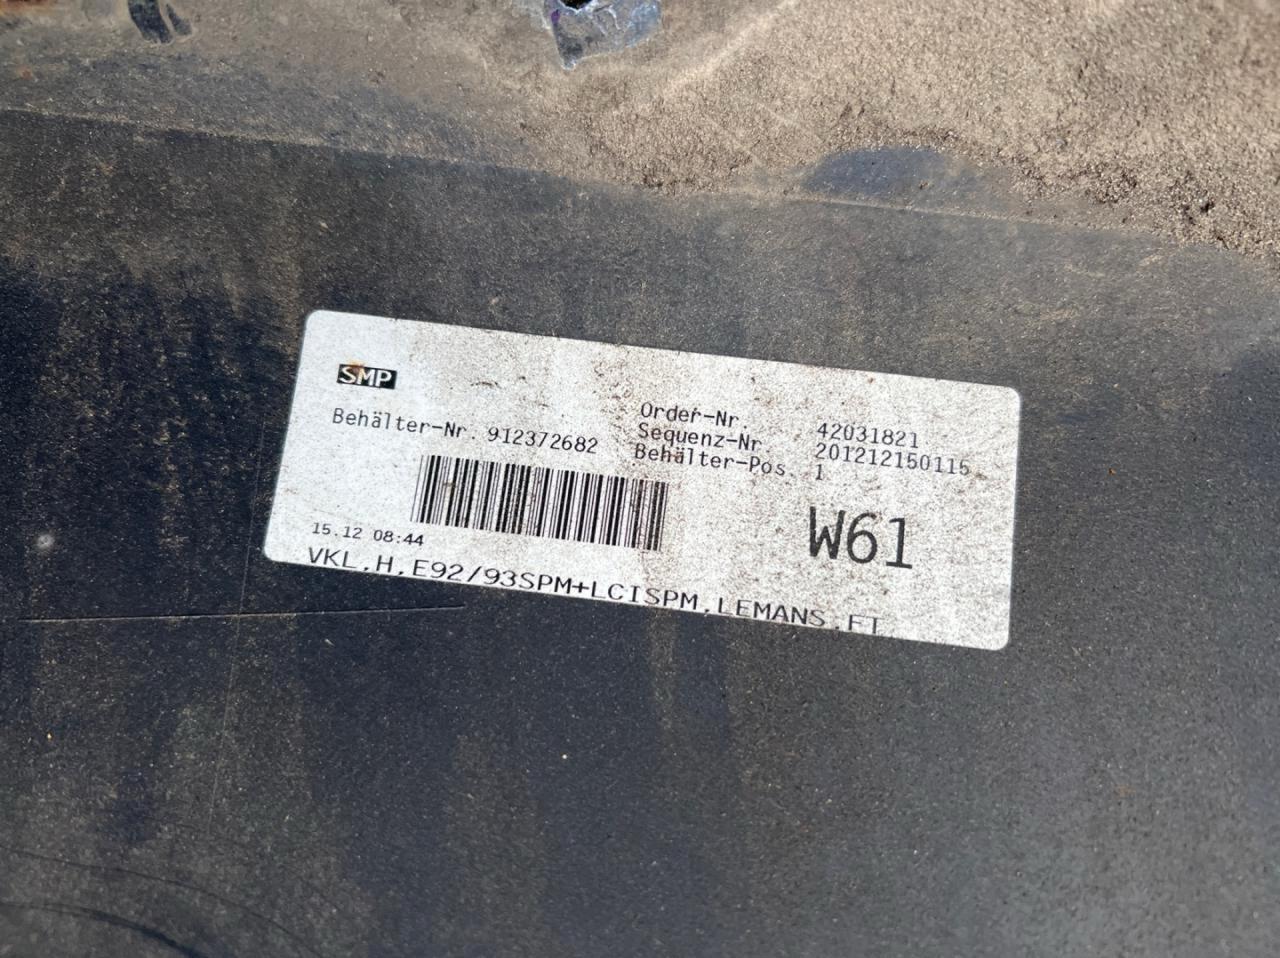 SMP
Behälter-Nr. 912372682
Order-Nr. 42031821
Sequenz-Nr. 201212150115
Behälter-Pos. 1
W61
15.12 08:44
VKL.H.E92/93SPM+LCISPM.LEMANS.FT